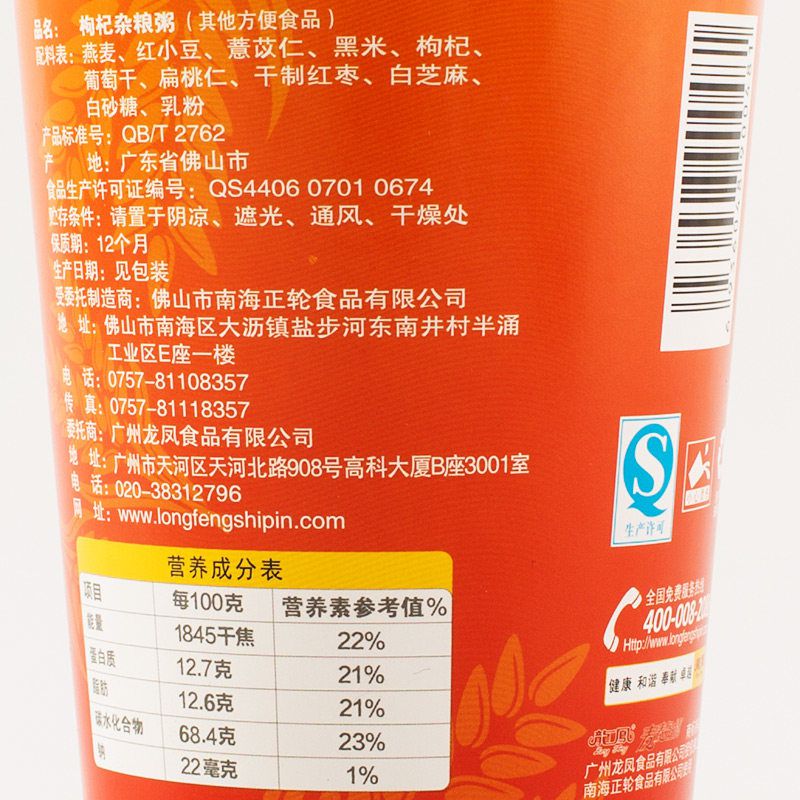 品名：枸杞杂粮粥（其他方便食品）
配料表：燕麦、红小豆、薏苡仁、黑米、枸杞、
葡萄干、扁桃仁、干制红枣、白芝麻、
白砂糖、乳粉
产品标准号：QB/T 2762
产 地：广东省佛山市
食品生产许可证编号：QS4406 0701 0674
贮存条件：请置于阴凉、遮光、通风、干燥处
保质期：12个月
生产日期：见包装
受委托制造商：佛山市南海正轮食品有限公司
地 址：佛山市南海区大沥镇盐步河东南井村半涌
工业区E座一楼
电 话：0757-81108357
传 真：0757-81118357
委托商：广州龙凤食品有限公司
地 址：广州市天河区天河北路908号高科大厦B座3001室
电 话：020-38312796
网 址：www.longfengshipin.com
营养成分表
项目 每100克 营养素参考值%
能量 1845千焦 22%
蛋白质 12.7克 21%
脂肪 12.6克 21%
碳水化合物 68.4克 23%
钠 22毫克 1%
QS
生产许可
全国免费服务热线
400-008-2
Http://www.longfengshipin
健康 和谐 奉献 卓越
龙凤
广州龙凤食品有限公司
南海正轮食品有限公司